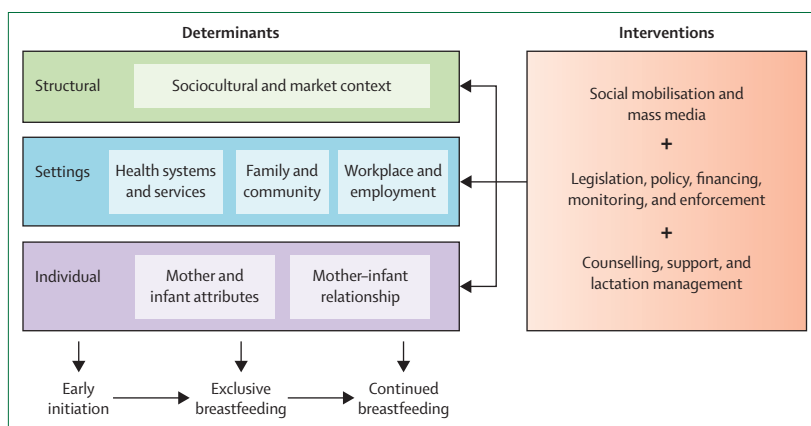 Determinants
Interventions
Structural
Sociocultural and market context
Settings
Health systems
and services
Family and
community
Workplace and
employment
Individual
Mother and
infant attributes
Mother–infant
relationship
Social mobilisation and
mass media
+
Legislation, policy, financing,
monitoring, and enforcement
+
Counselling, support, and
lactation management
Early
initiation
Exclusive
breastfeeding
Continued
breastfeeding